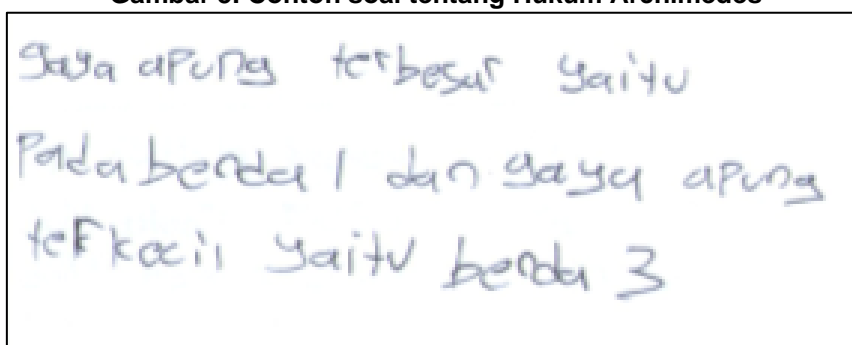 Gambar 3. Contoh soal tentang Hukum Archimedes
gaya apung terbesar yaitu
Pada benda 1 dan gaya apung
terkecil yaitu benda 3